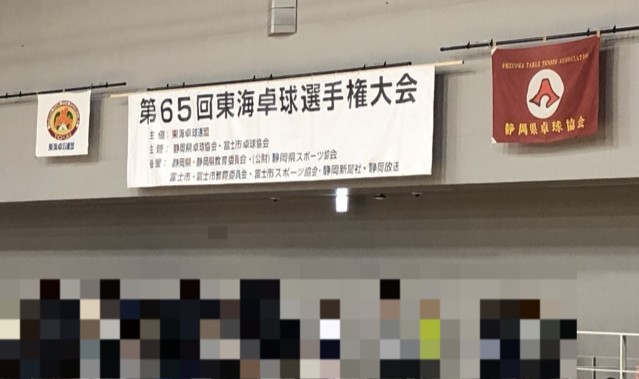 第65回東海卓球選手権大会
主 催：東海卓球連盟
主 管：静岡県卓球協会・富士市卓球協会
後 援：静岡県・静岡県教育委員会・(公財)静岡県スポーツ協会
富士市・富士市教育委員会・富士市スポーツ協会・静岡新聞社・静岡放送
東海卓球連盟
SHIZUOKA TABLE TENNIS ASSOCIATION
静岡県卓球協会